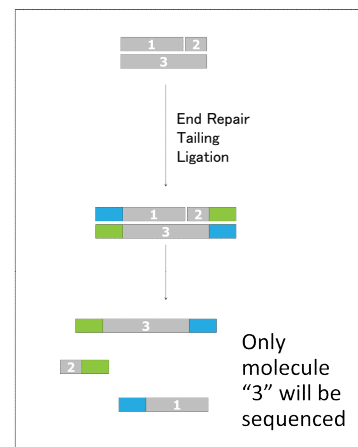 1 2
3
End Repair
Tailing
Ligation
1 2
3
3
2
1
Only
molecule
“3” will be
sequenced